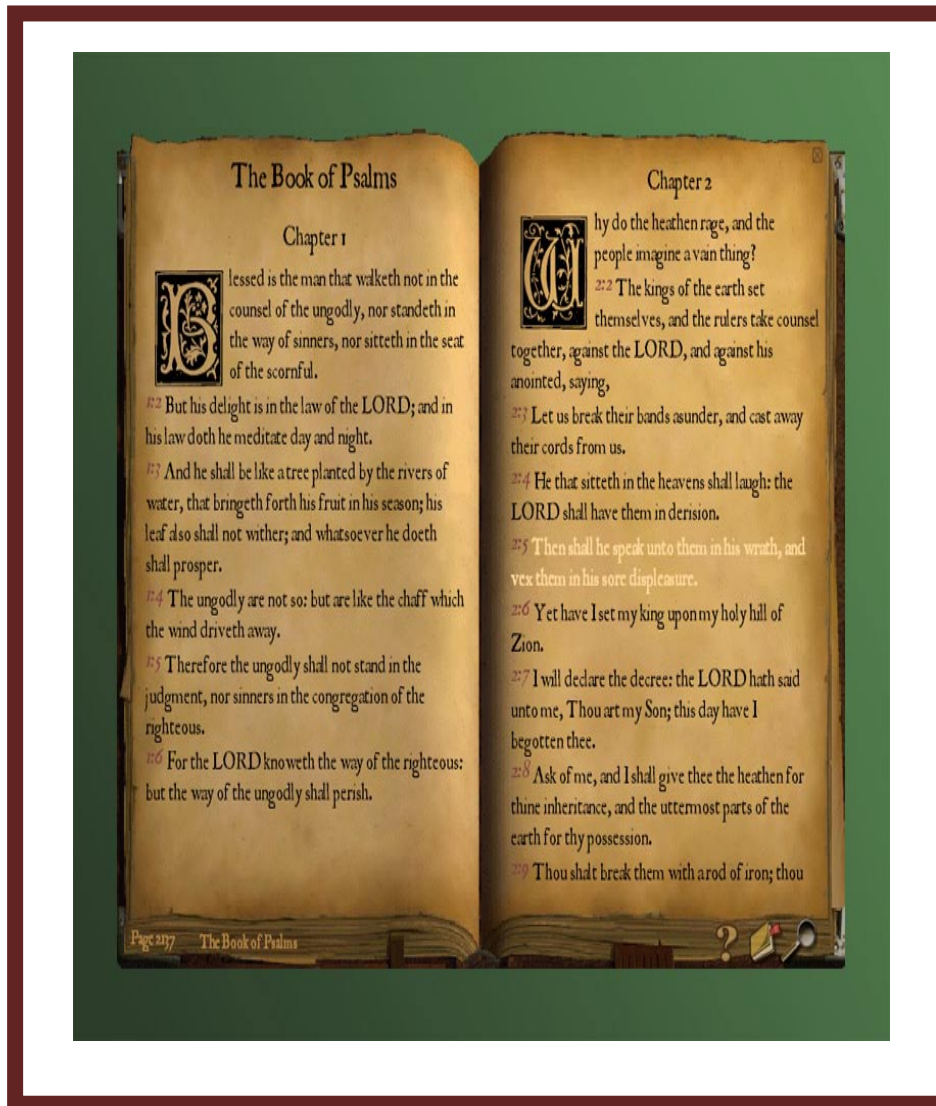 The Book of Psalms
Chapter 1
Blessed is the man that walketh not in the
counsel of the ungodly, nor standeth in
the way of sinners, nor sitteth in the seat
of the scornful.
1:2 But his delight is in the law of the LORD; and in
his law doth he meditate day and night.
1:3 And he shall be like a tree planted by the rivers of
water, that bringeth forth his fruit in his season; his
leaf also shall not wither; and whatsoever he doeth
shall prosper.
1:4 The ungodly are not so: but are like the chaff which
the wind driveth away.
1:5 Therefore the ungodly shall not stand in the
judgment, nor sinners in the congregation of the
righteous.
1:6 For the LORD knoweth the way of the righteous:
but the way of the ungodly shall perish.
Page 2137 The Book of Psalms
Chapter 2
Why do the heathen rage, and the
people imagine a vain thing?
2:2 The kings of the earth set
themselves, and the rulers take counsel
together, against the LORD, and against his
anointed, saying,
2:3 Let us break their bands asunder, and cast away
their cords from us.
2:4 He that sitteth in the heavens shall laugh: the
LORD shall have them in derision.
2:5 Then shall he speak unto them in his wrath, and
vex them in his sore displeasure.
2:6 Yet have I set my king upon my holy hill of
Zion.
2:7 I will declare the decree: the LORD hath said
unto me, Thou art my Son; this day have I
begotten thee.
2:8 Ask of me, and I shall give thee the heathen for
thine inheritance, and the uttermost parts of the
earth for thy possession.
2:9 Thou shalt break them with a rod of iron; thou
?